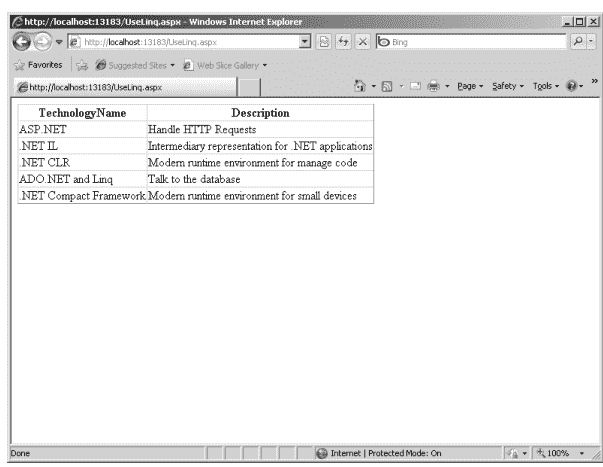 http://localhost:13183/UseLinq.aspx - Windows Internet Explorer
http://localhost:13183/UseLinq.aspx Bing
Favorites Suggested Sites Web Slice Gallery
http://localhost:13183/UseLinq.aspx Page Safety Tools
TechnologyName Description
ASP.NET Handle HTTP Requests
.NET IL Intermediary representation for .NET applications
.NET CLR Modern runtime environment for manage code
ADO.NET and Linq Talk to the database
.NET Compact Framework Modern runtime environment for small devices
Done Internet | Protected Mode: On 100%